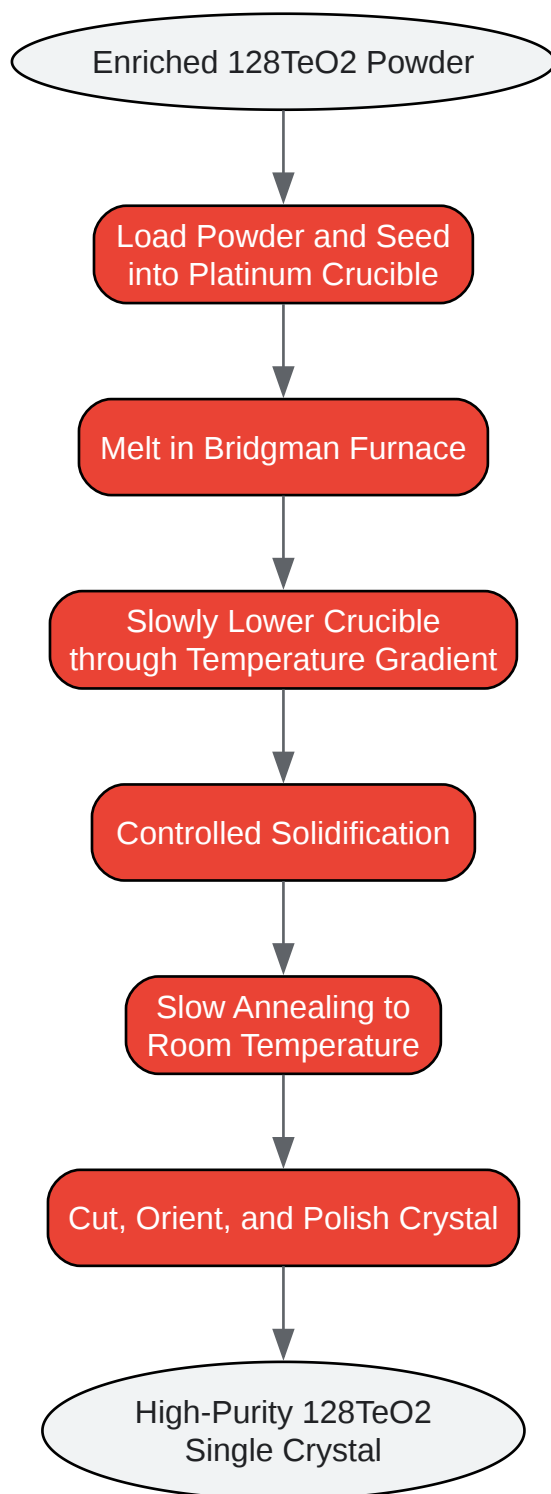 Enriched 128TeO2 Powder
Load Powder and Seed
into Platinum Crucible
Melt in Bridgman Furnace
Slowly Lower Crucible
through Temperature Gradient
Controlled Solidification
Slow Annealing to
Room Temperature
Cut, Orient, and Polish Crystal
High-Purity 128TeO2
Single Crystal